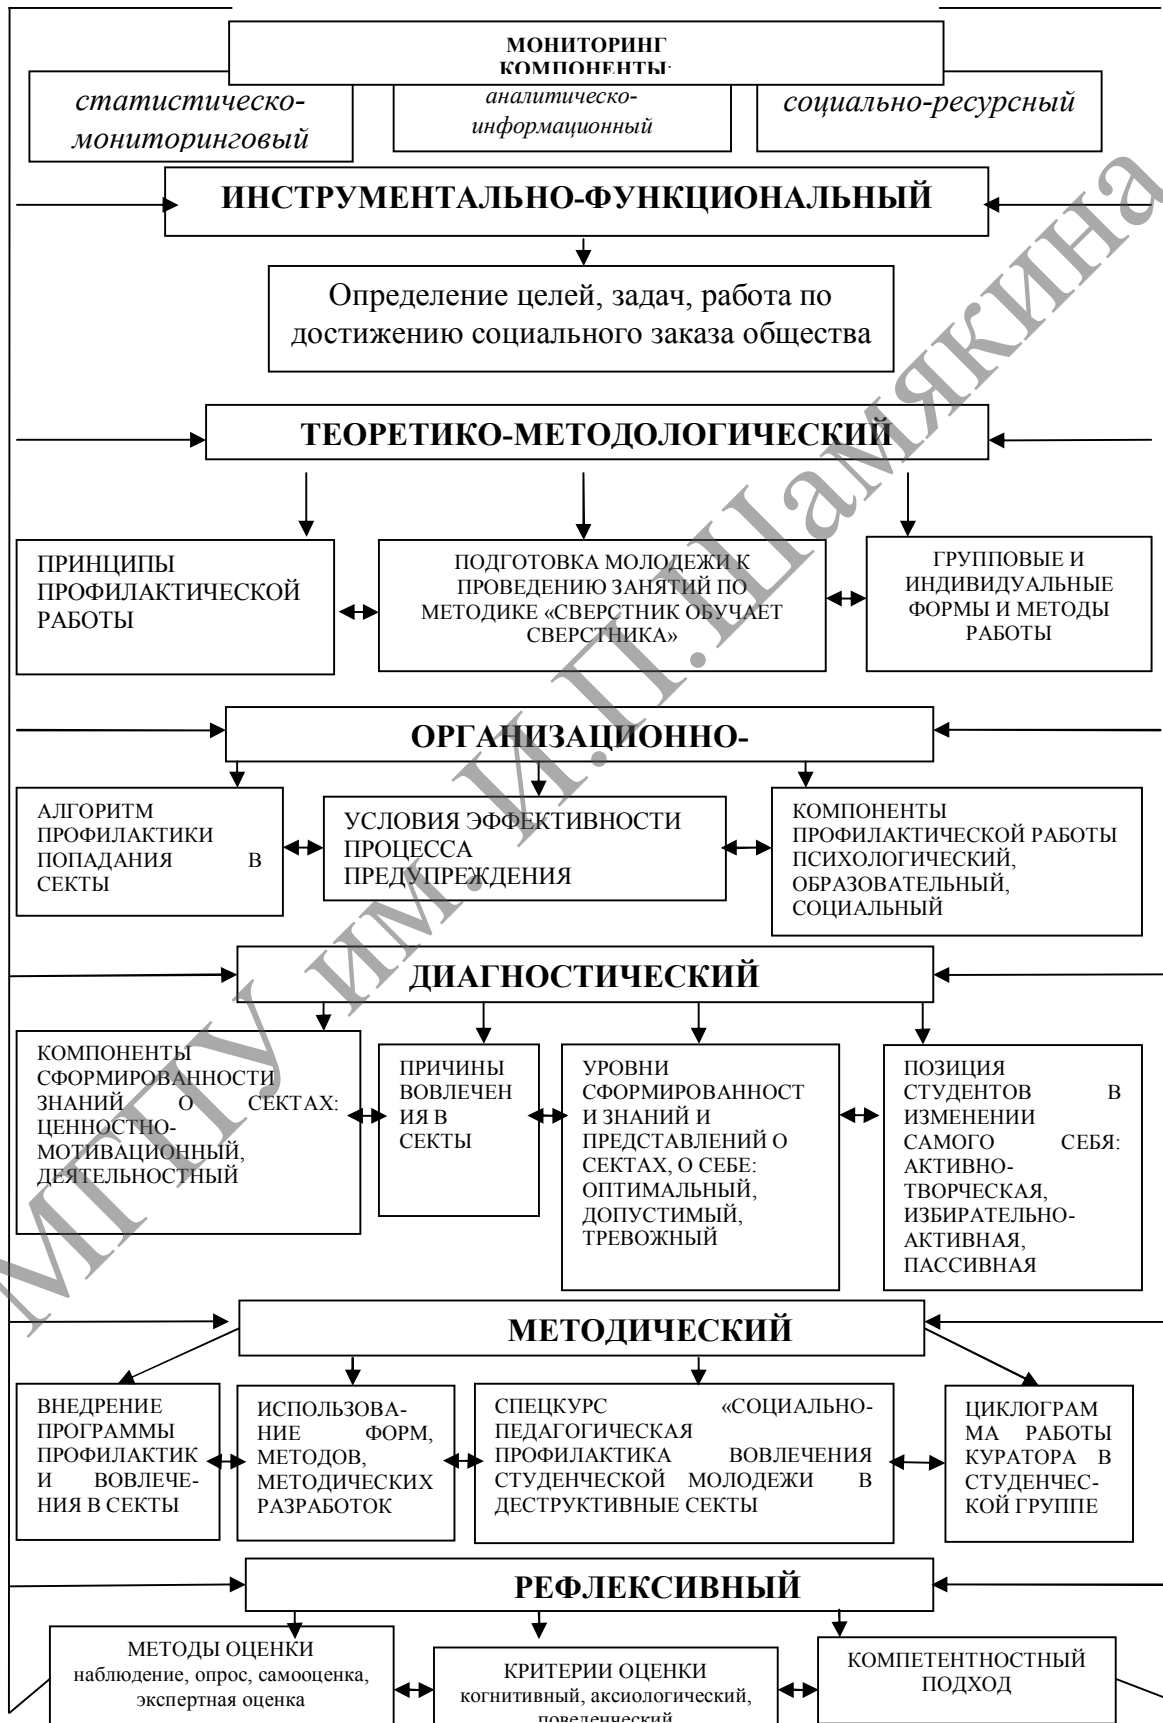 МОНИТОРИНГ
КОМПОНЕНТЫ:
статистическо-
мониторинговый
аналитическо-
информационный
социально-ресурсный
ИНСТРУМЕНТАЛЬНО-ФУНКЦИОНАЛЬНЫЙ
Определение целей, задач, работа по
достижению социального заказа общества
ТЕОРЕТИКО-МЕТОДОЛОГИЧЕСКИЙ
ПРИНЦИПЫ
ПРОФИЛАКТИЧЕСКОЙ
РАБОТЫ
ПОДГОТОВКА МОЛОДЕЖИ К
ПРОВЕДЕНИЮ ЗАНЯТИЙ ПО
МЕТОДИКЕ «СВЕРСТНИК ОБУЧАЕТ
СВЕРСТНИКА»
ГРУППОВЫЕ И
ИНДИВИДУАЛЬНЫЕ
ФОРМЫ И МЕТОДЫ
РАБОТЫ
ОРГАНИЗАЦИОННО-
АЛГОРИТМ
ПРОФИЛАКТИКИ
ПОПАДАНИЯ В
СЕКТЫ
УСЛОВИЯ ЭФФЕКТИВНОСТИ
ПРОЦЕССА
ПРЕДУПРЕЖДЕНИЯ
КОМПОНЕНТЫ
ПРОФИЛАКТИЧЕСКОЙ РАБОТЫ
ПСИХОЛОГИЧЕСКИЙ,
ОБРАЗОВАТЕЛЬНЫЙ,
СОЦИАЛЬНЫЙ
ДИАГНОСТИЧЕСКИЙ
КОМПОНЕНТЫ
СФОРМИРОВАННОСТИ
ЗНАНИЙ О СЕКТАХ:
ЦЕННОСТНО-
МОТИВАЦИОННЫЙ,
ДЕЯТЕЛЬНОСТНЫЙ
ПРИЧИНЫ
ВОВЛЕЧЕН
ИЯ В
СЕКТЫ
УРОВНИ
СФОРМИРОВАННОСТ
И ЗНАНИЙ И
ПРЕДСТАВЛЕНИЙ О
СЕКТАХ, О СЕБЕ:
ОПТИМАЛЬНЫЙ,
ДОПУСТИМЫЙ,
ТРЕВОЖНЫЙ
ПОЗИЦИЯ
СТУДЕНТОВ В
ИЗМЕНЕНИИ
САМОГО СЕБЯ:
АКТИВНО-
ТВОРЧЕСКАЯ,
ИЗБИРАТЕЛЬНО-
АКТИВНАЯ,
ПАССИВНАЯ
МЕТОДИЧЕСКИЙ
ВНЕДРЕНИЕ
ПРОГРАММЫ
ПРОФИЛАКТИК
И ВОВЛЕЧЕ-
НИЯ В СЕКТЫ
ИСПОЛЬЗОВА-
НИЕ ФОРМ,
МЕТОДОВ,
МЕТОДИЧЕСКИХ
РАЗРАБОТОК
СПЕЦКУРС «СОЦИАЛЬНО-
ПЕДАГОГИЧЕСКАЯ
ПРОФИЛАКТИКА ВОВЛЕЧЕНИЯ
СТУДЕНЧЕСКОЙ МОЛОДЕЖИ В
ДЕСТРУКТИВНЫЕ СЕКТЫ
ЦИКЛОГРАМ
МА РАБОТЫ
КУРАТОРА В
СТУДЕНЧЕС-
КОЙ ГРУППЕ
РЕФЛЕКСИВНЫЙ
МЕТОДЫ ОЦЕНКИ
наблюдение, опрос, самооценка,
экспертная оценка
КРИТЕРИИ ОЦЕНКИ
когнитивный, аксиологический,
поведенческий
КОМПЕТЕНТНОСТНЫЙ
ПОДХОД
МГПУ им. И.П.Шамякина